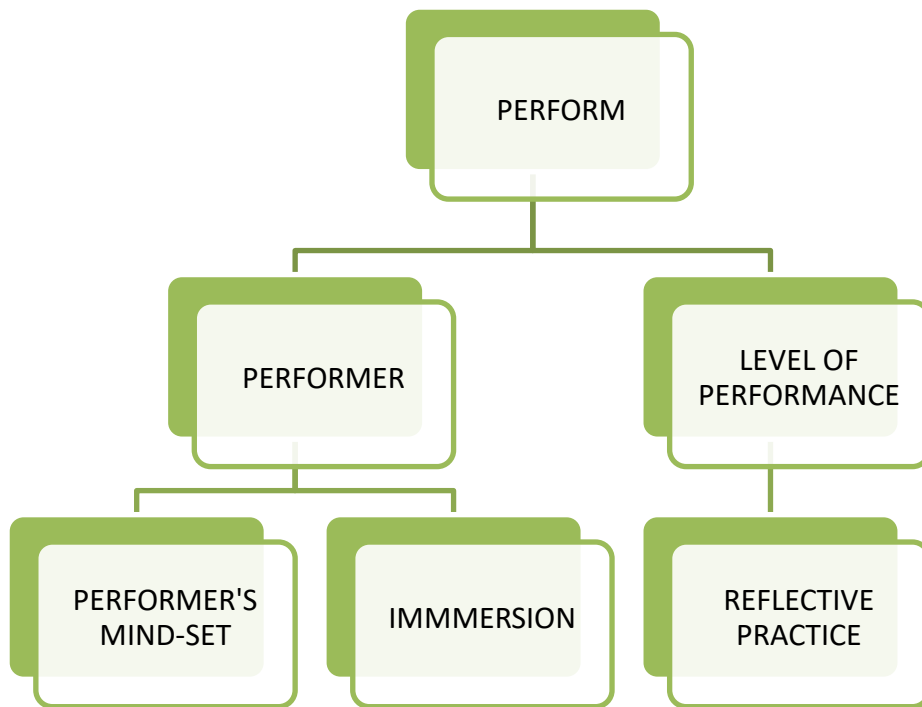 PERFORM
PERFORMER
LEVEL OF
PERFORMANCE
PERFORMER'S
MIND-SET
IMMMERSION
REFLECTIVE
PRACTICE